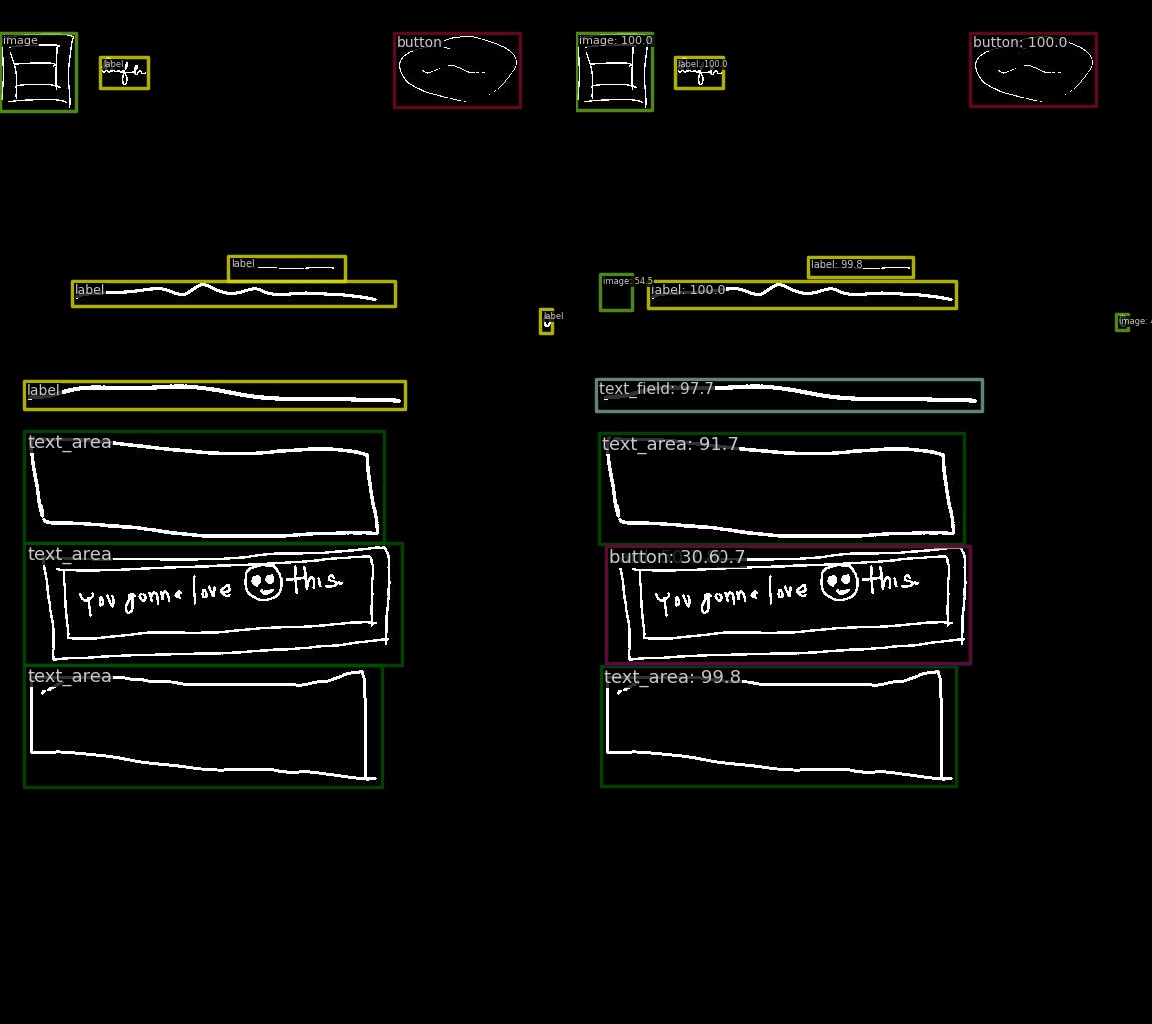 image
label
button
image: 100.0
label: 100.0
button: 100.0
label
label
label: 99.8
image: 54.5
label: 100.0
label
image:
label
text_field: 97.7
text_area
text_area: 91.7
text_area
You gonna love this
button: 30.6
You gonna love this
text_area
text_area: 99.8